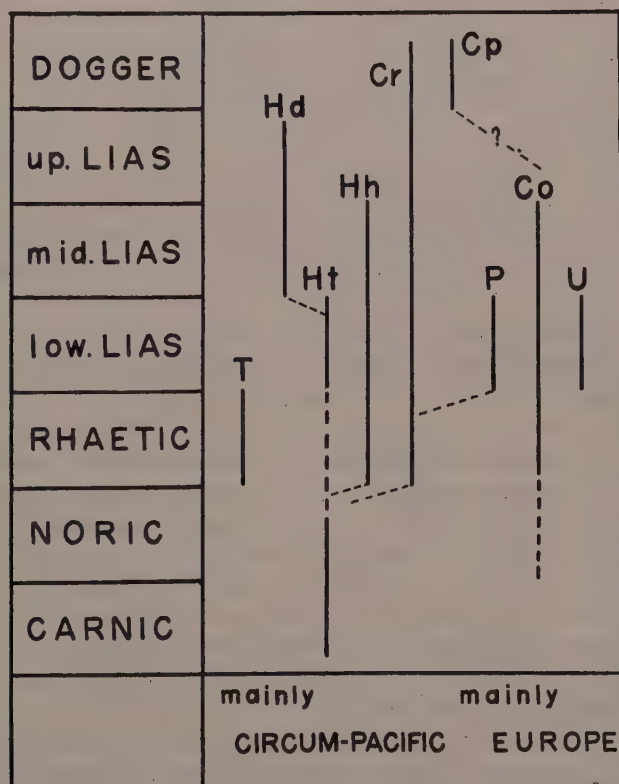 DOGGER
Cp
Cr
Hd
?
up. LIAS
Hh
Co
mid. LIAS
Ht
P
U
low. LIAS
T
RHAETIC
NORIC
CARNIC
mainly mainly
CIRCUM-PACIFIC EUROPE